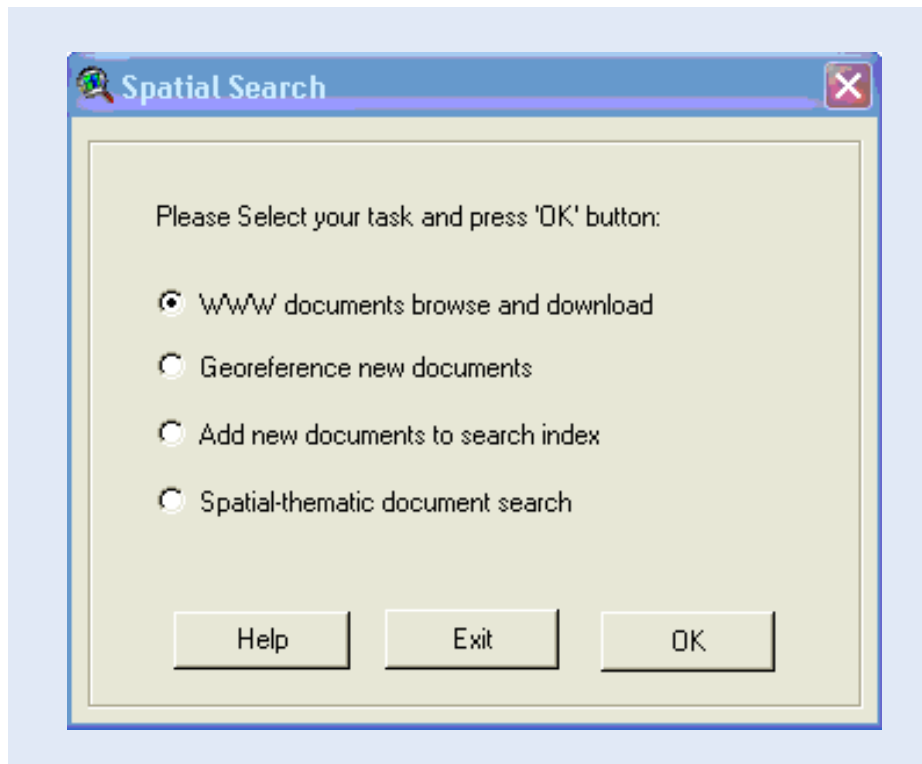 Spatial Search
Please Select your task and press 'OK' button:
WWW documents browse and download
Georeference new documents
Add new documents to search index
Spatial-thematic document search
Help Exit OK